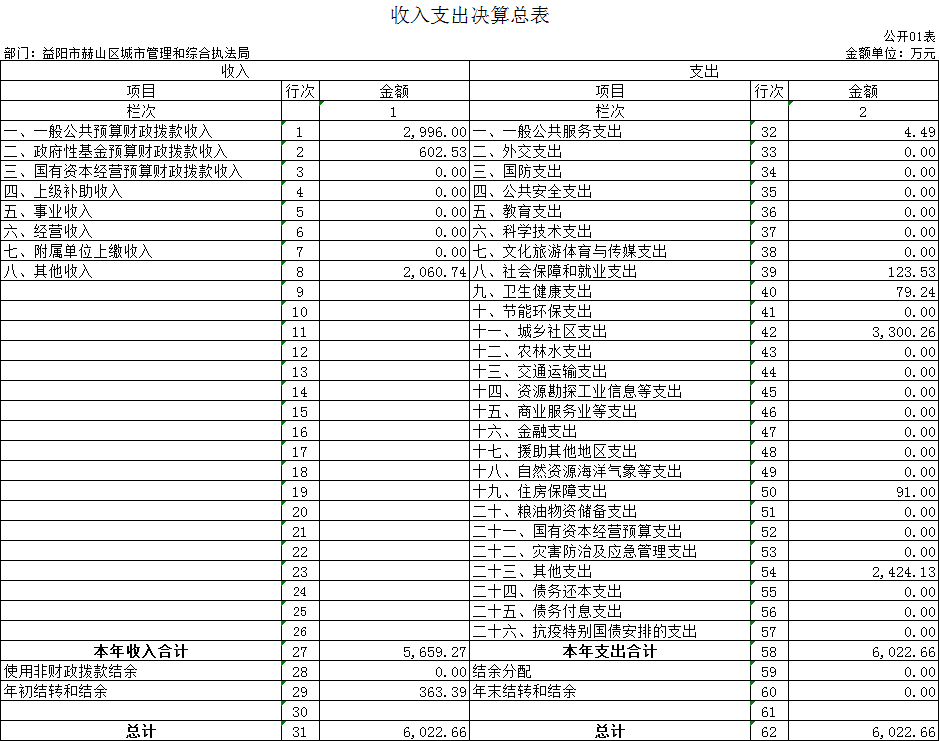 收入支出决算总表
公开01表
部门：益阳市赫山区城市管理和综合执法局 金额单位：万元
收入 支出
项目 行次 金额 项目 行次 金额
栏次 1 栏次 2
一、一般公共预算财政拨款收入 1 2,996.00 一、一般公共服务支出 32 4.49
二、政府性基金预算财政拨款收入 2 602.53 二、外交支出 33 0.00
三、国有资本经营预算财政拨款收入 3 0.00 三、国防支出 34 0.00
四、上级补助收入 4 0.00 四、公共安全支出 35 0.00
五、事业收入 5 0.00 五、教育支出 36 0.00
六、经营收入 6 0.00 六、科学技术支出 37 0.00
七、附属单位上缴收入 7 0.00 七、文化旅游体育与传媒支出 38 0.00
八、其他收入 8 2,060.74 八、社会保障和就业支出 39 123.53
9 九、卫生健康支出 40 79.24
10 十、节能环保支出 41 0.00
11 十一、城乡社区支出 42 3,300.26
12 十二、农林水支出 43 0.00
13 十三、交通运输支出 44 0.00
14 十四、资源勘探工业信息等支出 45 0.00
15 十五、商业服务业等支出 46 0.00
16 十六、金融支出 47 0.00
17 十七、援助其他地区支出 48 0.00
18 十八、自然资源海洋气象等支出 49 0.00
19 十九、住房保障支出 50 91.00
20 二十、粮油物资储备支出 51 0.00
21 二十一、国有资本经营预算支出 52 0.00
22 二十二、灾害防治及应急管理支出 53 0.00
23 二十三、其他支出 54 2,424.13
24 二十四、债务还本支出 55 0.00
25 二十五、债务付息支出 56 0.00
26 二十六、抗疫特别国债安排的支出 57 0.00
本年收入合计 27 5,659.27 本年支出合计 58 6,022.66
使用非财政拨款结余 28 0.00 结余分配 59 0.00
年初结转和结余 29 363.39 年末结转和结余 60 0.00
30 61
总计 31 6,022.66 总计 62 6,022.66